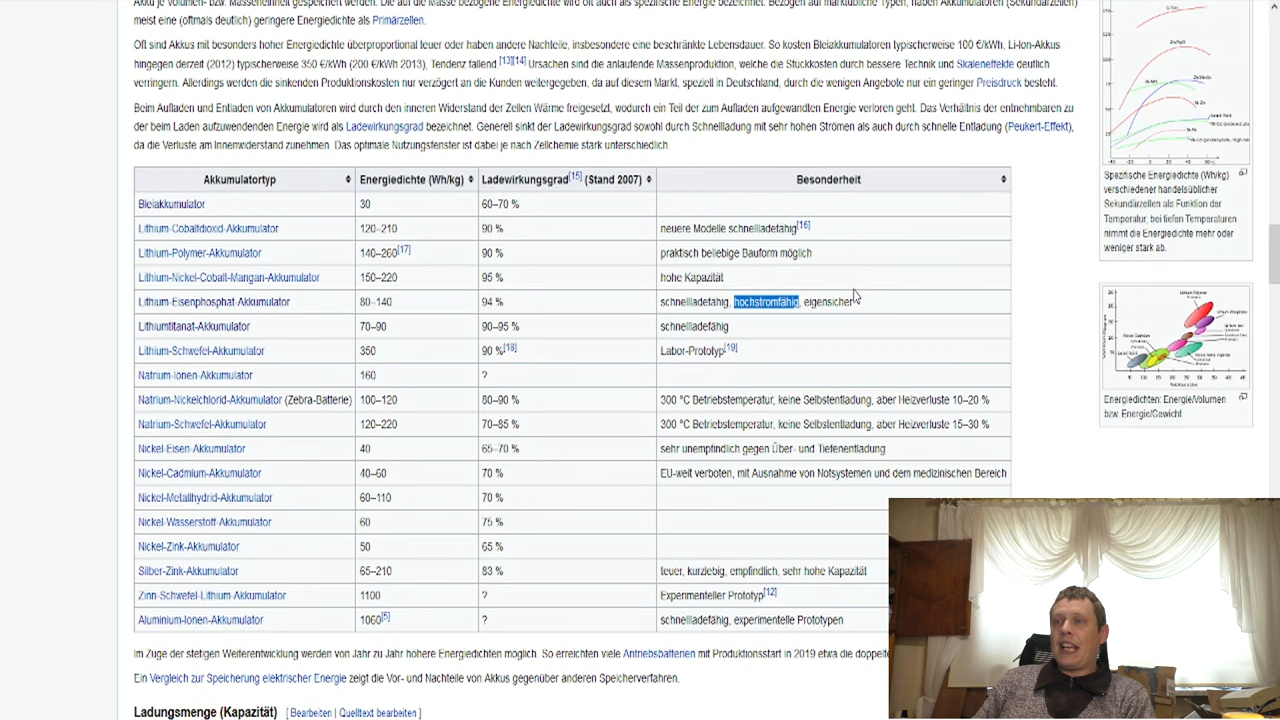 Akku je Volumen- bzw. Masseneinheit gespeichert werden. Die auf die Masse bezogene Energiedichte wird oft auch als spezifische Energie bezeichnet. Bezogen auf marktübliche Typen, haben Akkumulatoren (Sekundärzellen)
meist eine (oftmals deutlich) geringere Energiedichte als Primärzellen.
Oft sind Akkus mit besonders hoher Energiedichte überproportional teuer oder haben andere Nachteile, insbesondere eine beschränkte Lebensdauer. So kosten Bleiakkumulatoren typischerweise 100 €/kWh, Li-Ion-Akkus
hingegen derzeit (2012) typischerweise 350 €/kWh (200 €/kWh 2013), Tendenz fallend.[13][14] Ursachen sind die anlaufende Massenproduktion, welche die Stückkosten durch bessere Technik und Skaleneffekte deutlich
verringern. Allerdings werden die sinkenden Produktionskosten nur verzögert an die Kunden weitergegeben, da auf diesem Markt, speziell in Deutschland, durch die wenigen Angebote nur ein geringer Preisdruck besteht.
Beim Aufladen und Entladen von Akkumulatoren wird durch den inneren Widerstand der Zellen Wärme freigesetzt, wodurch ein Teil der zum Aufladen aufgewandten Energie verloren geht. Das Verhältnis der entnehmbaren zu
der beim Laden aufzuwendenden Energie wird als Ladewirkungsgrad bezeichnet. Generell sinkt der Ladewirkungsgrad sowohl durch Schnellladung mit sehr hohen Strömen als auch durch schnelle Entladung (Peukert-Effekt),
da die Verluste am Innenwiderstand zunehmen. Das optimale Nutzungsfenster ist dabei je nach Zellchemie stark unterschiedlich.
Akkumulatortyp Energiedichte (Wh/kg) Ladewirkungsgrad[15] (Stand 2007) Besonderheit
Bleiakkumulator 30 60–70 %
Lithium-Cobaltdioxid-Akkumulator 120–210 90 % neuere Modelle schnellladefähig[16]
Lithium-Polymer-Akkumulator 140–260[17] 90 % praktisch beliebige Bauform möglich
Lithium-Nickel-Cobalt-Mangan-Akkumulator 150–220 95 % hohe Kapazität
Lithium-Eisenphosphat-Akkumulator 80–140 94 % schnellladefähig, hochstromfähig, eigensicher
Lithiumtitanat-Akkumulator 70–90 90–95 % schnellladefähig
Lithium-Schwefel-Akkumulator 350 90 %[18] Labor-Prototyp[19]
Natrium-Ionen-Akkumulator 160 ?
Natrium-Nickelchlorid-Akkumulator (Zebra-Batterie) 100–120 80–90 % 300 °C Betriebstemperatur, keine Selbstentladung, aber Heizverluste 10–20 %
Natrium-Schwefel-Akkumulator 120–220 70–85 % 300 °C Betriebstemperatur, keine Selbstentladung, aber Heizverluste 15–30 %
Nickel-Eisen-Akkumulator 40 65–70 % sehr unempfindlich gegen Über- und Tiefenentladung
Nickel-Cadmium-Akkumulator 40–60 70 % EU-weit verboten, mit Ausnahme von Notsystemen und dem medizinischen Bereich
Nickel-Metallhydrid-Akkumulator 60–110 70 %
Nickel-Wasserstoff-Akkumulator 60 75 %
Nickel-Zink-Akkumulator 50 65 %
Silber-Zink-Akkumulator 65–210 83 % teuer, kurzlebig, empfindlich, sehr hohe Kapazität
Zinn-Schwefel-Lithium-Akkumulator 1100 ? Experimenteller Prototyp[12]
Aluminium-Ionen-Akkumulator 1060[5] ? schnellladefähig, experimentelle Prototypen
Im Zuge der stetigen Weiterentwicklung werden von Jahr zu Jahr höhere Energiedichten möglich. So erreichten viele Antriebsbatterien mit Produktionsstart in 2019 etwa die doppelte
Ein Vergleich zur Speicherung elektrischer Energie zeigt die Vor- und Nachteile von Akkus gegenüber anderen Speicherverfahren.
Ladungsmenge (Kapazität) [ Bearbeiten | Quelltext bearbeiten ]
Spezifische Energiedichte (Wh/kg)
verschiedener handelsüblicher
Sekundärzellen als Funktion der
Temperatur, bei tiefen Temperaturen
nimmt die Energiedichte mehr oder
weniger stark ab.
Energiedichten: Energie/Volumen
bzw. Energie/Gewicht